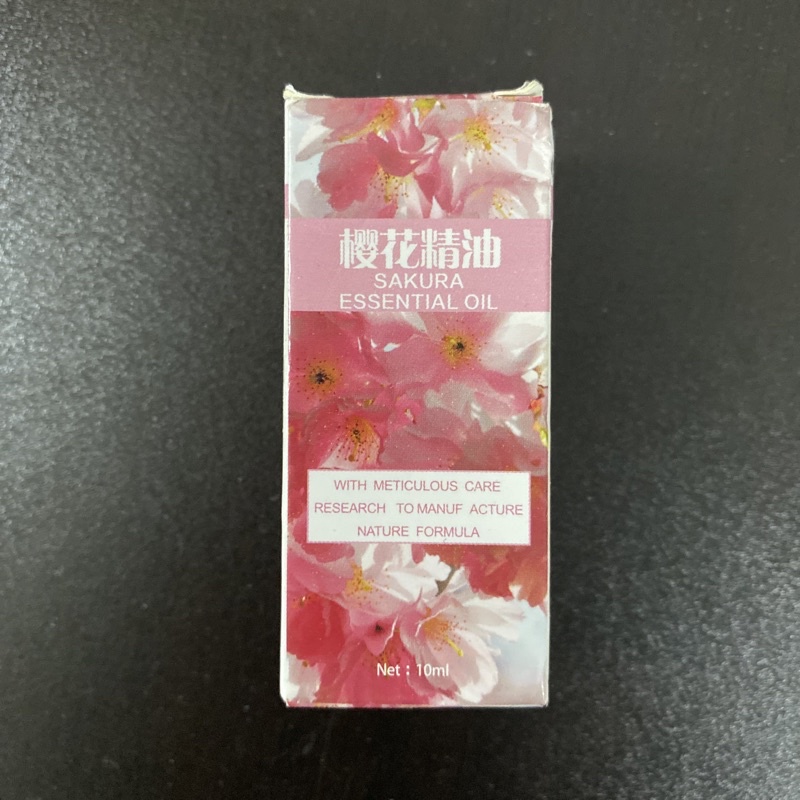 樱花精油
SAKURA
ESSENTIAL OIL
WITH METICULOUS CARE
RESEARCH TO MANUF ACTURE
NATURE FORMULA
Net：10ml